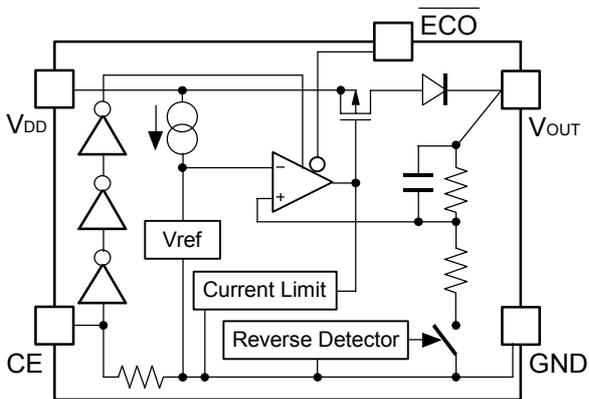 ECO
VDD
VOUT
−
+
Vref
Current Limit
Reverse Detector
CE
GND